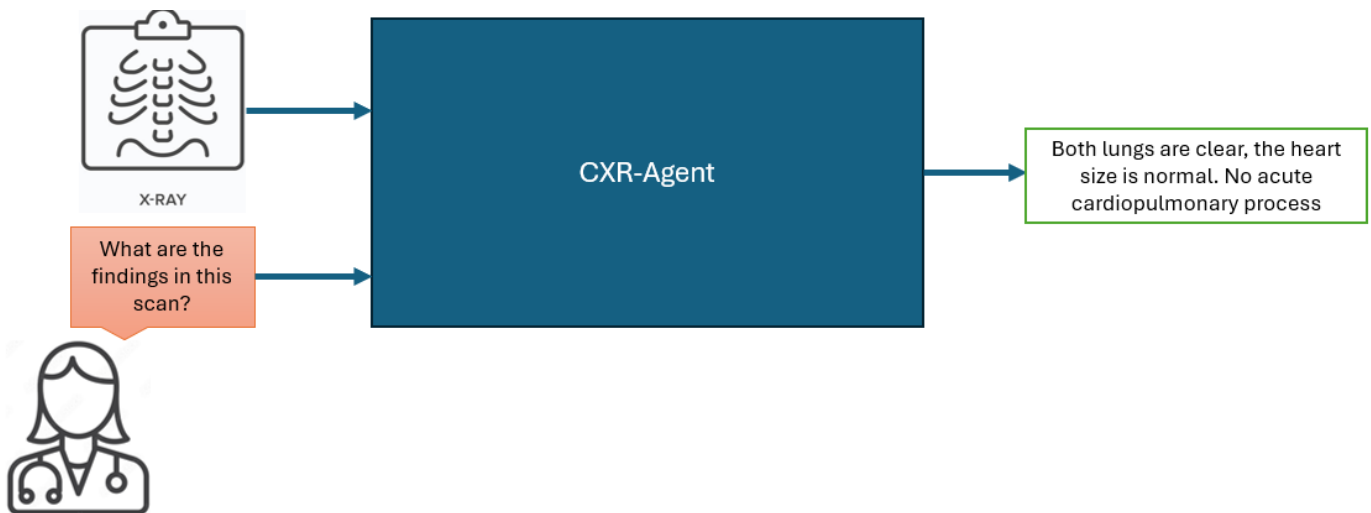 X-RAY
What are the
findings in this
scan?
CXR-Agent
Both lungs are clear, the heart
size is normal. No acute
cardiopulmonary process